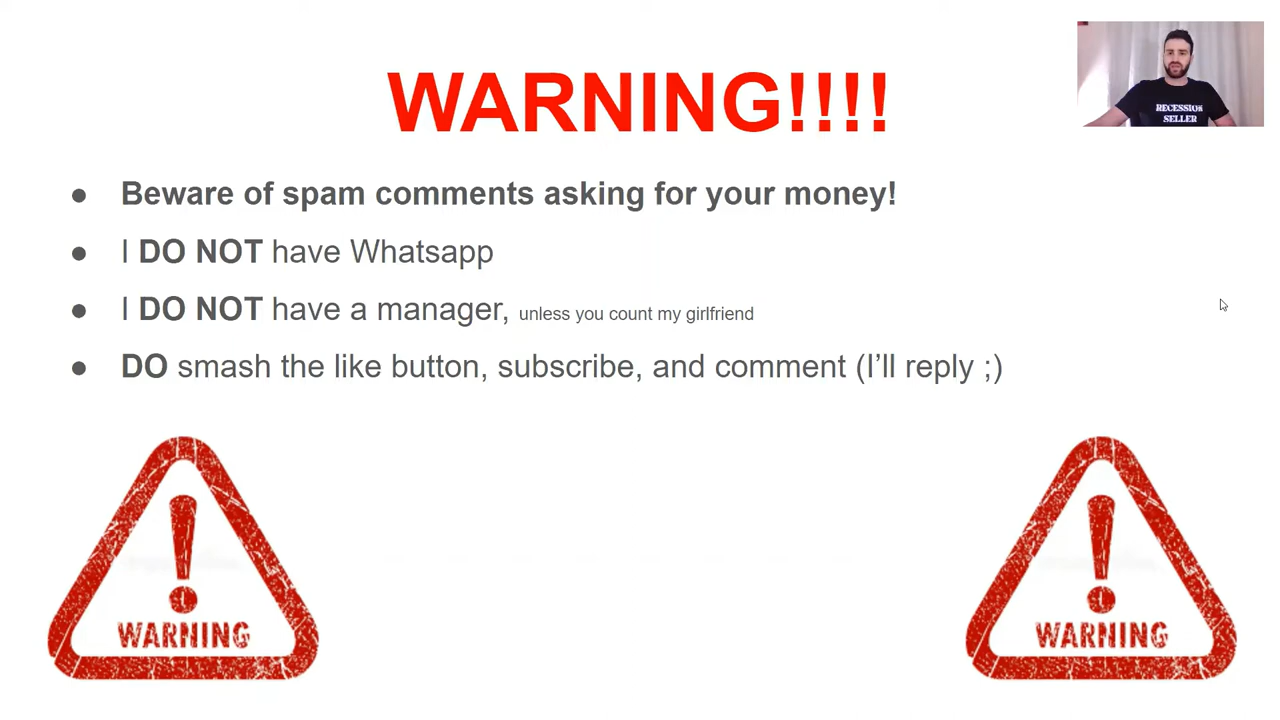 WARNING!!!!
RECESSION
SELLER
● Beware of spam comments asking for your money!
● I DO NOT have Whatsapp
● I DO NOT have a manager, unless you count my girlfriend
● DO smash the like button, subscribe, and comment (I’ll reply ;)
WARNING
WARNING